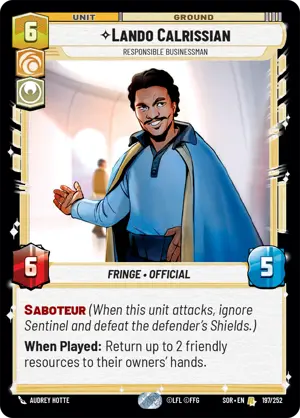 UNIT
GROUND
6
✧LANDO CALRISSIAN
RESPONSIBLE BUSINESSMAN
6
5
FRINGE • OFFICIAL
SABOTEUR (When this unit attacks, ignore
Sentinel and defeat the defender's Shields.)
When Played: Return up to 2 friendly
resources to their owners' hands.
AUDREY HOTTE
©LFL ©FFG
SOR • EN
R
197/252